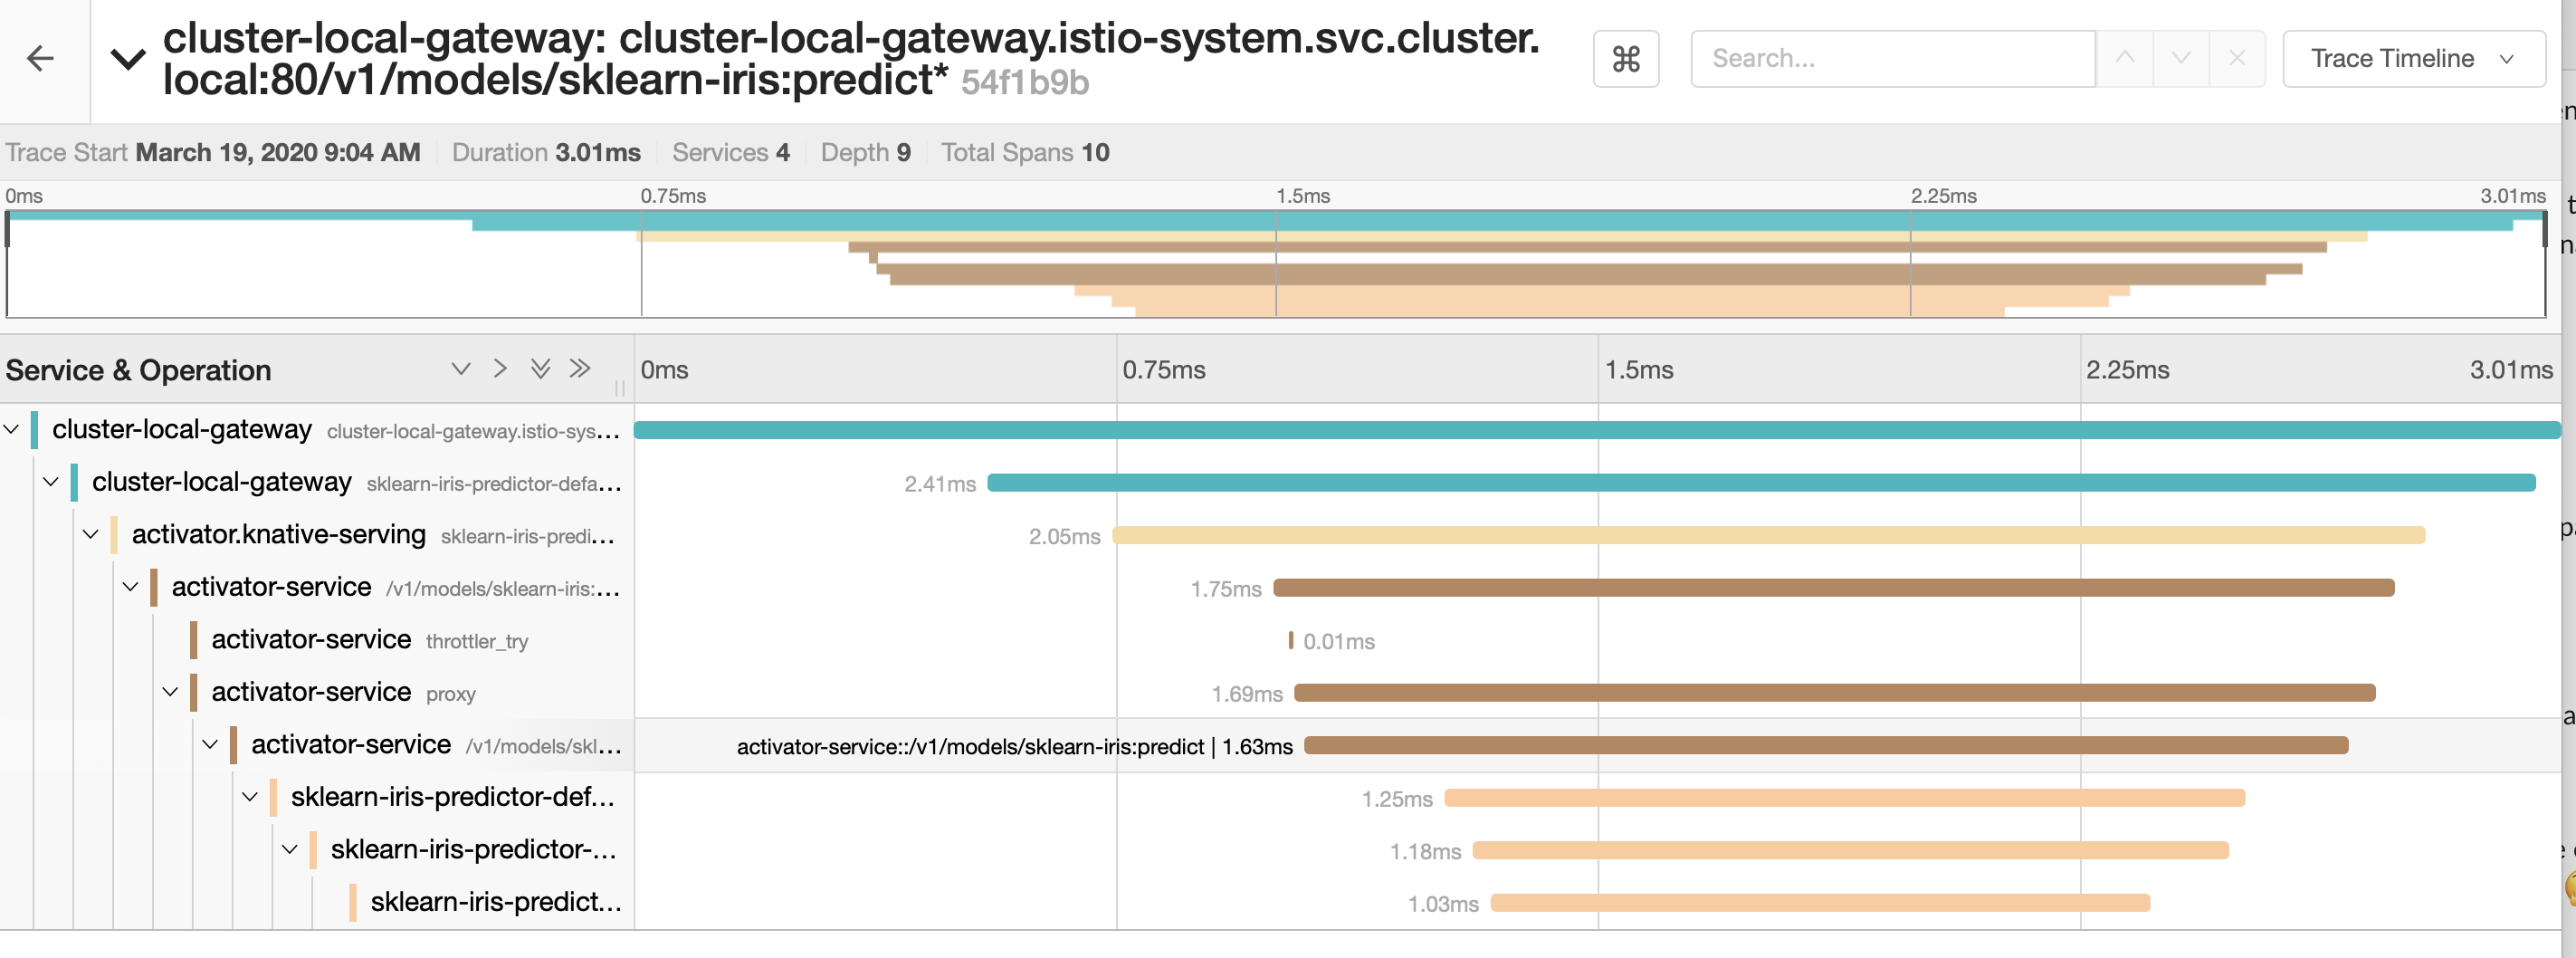 cluster-local-gateway: cluster-local-gateway.istio-system.svc.cluster.
local:80/v1/models/sklearn-iris:predict* 54f1b9b
⌘ Search... Trace Timeline
Trace Start March 19, 2020 9:04 AM Duration 3.01ms Services 4 Depth 9 Total Spans 10
0ms 0.75ms 1.5ms 2.25ms 3.01ms
Service & Operation 0ms 0.75ms 1.5ms 2.25ms 3.01ms
cluster-local-gateway cluster-local-gateway.istio-sys...
cluster-local-gateway sklearn-iris-predictor-defa... 2.41ms
activator.knative-serving sklearn-iris-predi... 2.05ms
activator-service /v1/models/sklearn-iris:... 1.75ms
activator-service throttler_try 0.01ms
activator-service proxy 1.69ms
activator-service /v1/models/skl... activator-service::/v1/models/sklearn-iris:predict | 1.63ms
sklearn-iris-predictor-def... 1.25ms
sklearn-iris-predictor-... 1.18ms
sklearn-iris-predict... 1.03ms